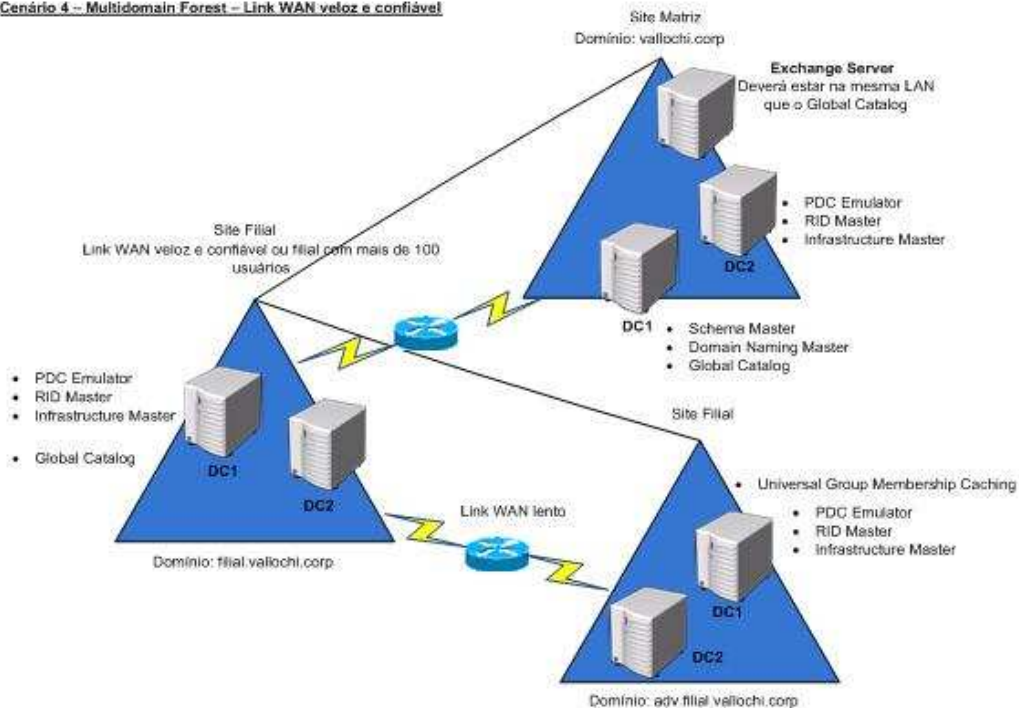 Cenário 4 – Multidomain Forest – Link WAN veloz e confiável
Site Matriz
Domínio: vallochi.corp
Exchange Server
Deverá estar na mesma LAN
que o Global Catalog
• PDC Emulator
• RID Master
• Infrastructure Master
DC2
DC1
• Schema Master
• Domain Naming Master
• Global Catalog
Site Filial
Link WAN veloz e confiável ou filial com mais de 100
usuários
• PDC Emulator
• RID Master
• Infrastructure Master
• Global Catalog
DC1
DC2
Domínio: filial.vallochi.corp
Link WAN lento
Site Filial
• Universal Group Membership Caching
• PDC Emulator
• RID Master
• Infrastructure Master
DC1
DC2
Domínio: adv.filial.vallochi.corp